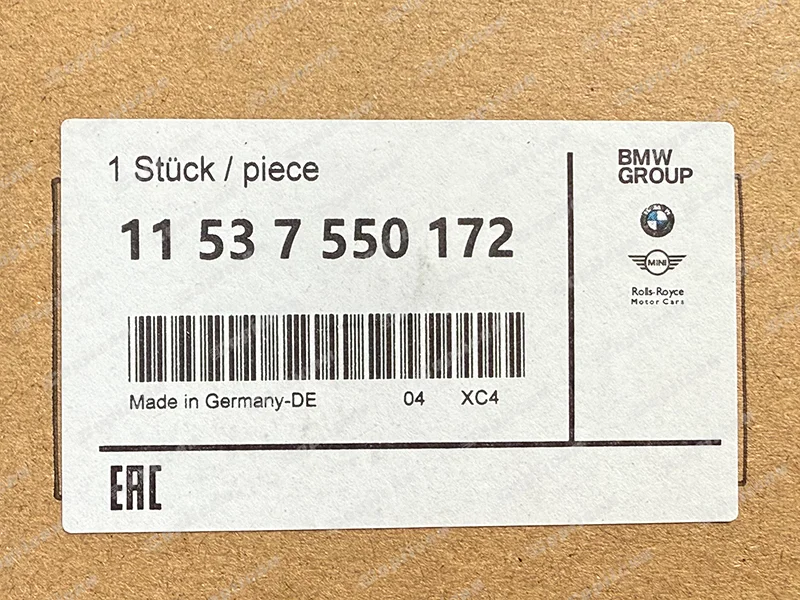 1 Stück / piece
11 53 7 550 172
Made in Germany-DE 04 XC4
BMW
GROUP
MINI
Rolls-Royce
Motor Cars
EAC